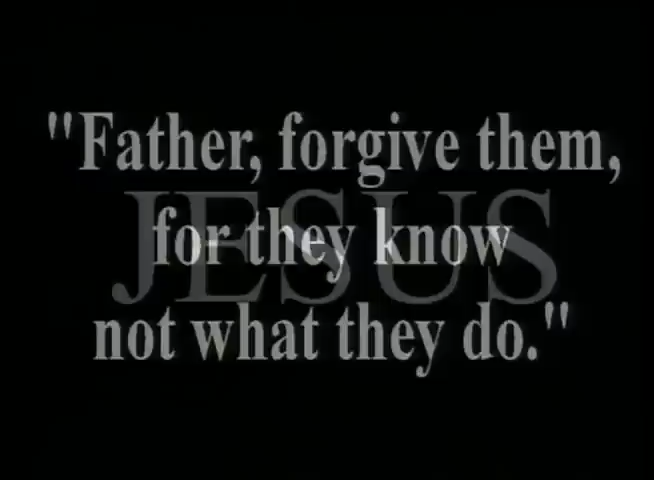 "Father, forgive them,
JESUS
for they know
not what they do."